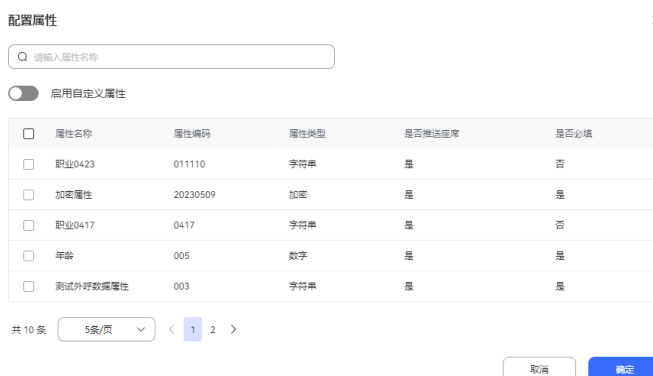 配置属性
请输入属性名称
启用自定义属性
属性名称 属性编码 属性类型 是否推送座席 是否必填
职业0423 011110 字符串 是 否
加密属性 20230509 加密 是 是
职业0417 0417 字符串 是 否
年龄 005 数字 是 是
测试外呼数据属性 003 字符串 是 是
共 10 条 5条/页 1 2
取消 确定